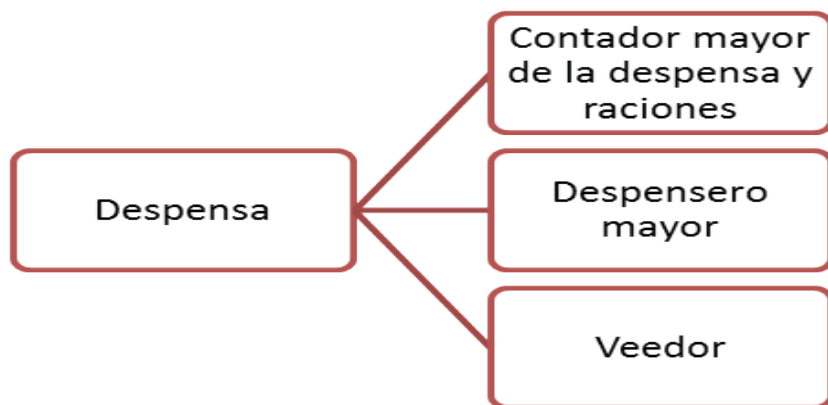 Despensa
Contador mayor
de la despensa y
raciones
Despensero
mayor
Veedor